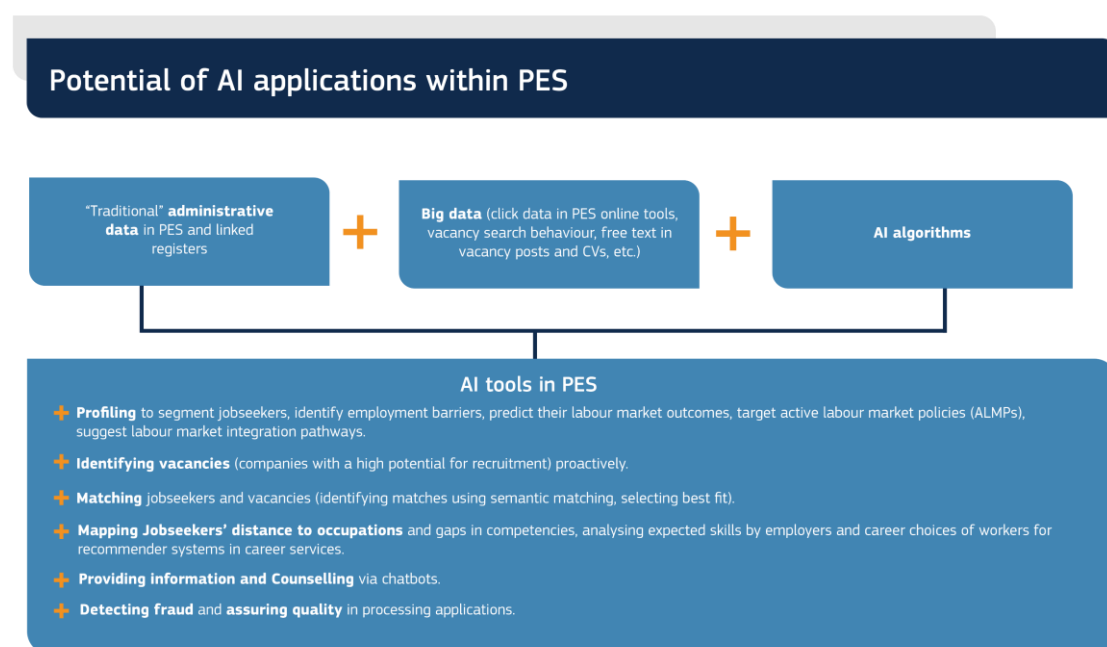 Potential of AI applications within PES
“Traditional” administrative
data in PES and linked
registers
+
Big data (click data in PES online tools,
vacancy search behaviour, free text in
vacancy posts and CVs, etc.)
+
AI algorithms
AI tools in PES
+ Profiling to segment jobseekers, identify employment barriers, predict their labour market outcomes, target active labour market policies (ALMPs),
suggest labour market integration pathways.
+ Identifying vacancies (companies with a high potential for recruitment) proactively.
+ Matching jobseekers and vacancies (identifying matches using semantic matching, selecting best fit).
+ Mapping Jobseekers’ distance to occupations and gaps in competencies, analysing expected skills by employers and career choices of workers for
recommender systems in career services.
+ Providing information and Counselling via chatbots.
+ Detecting fraud and assuring quality in processing applications.